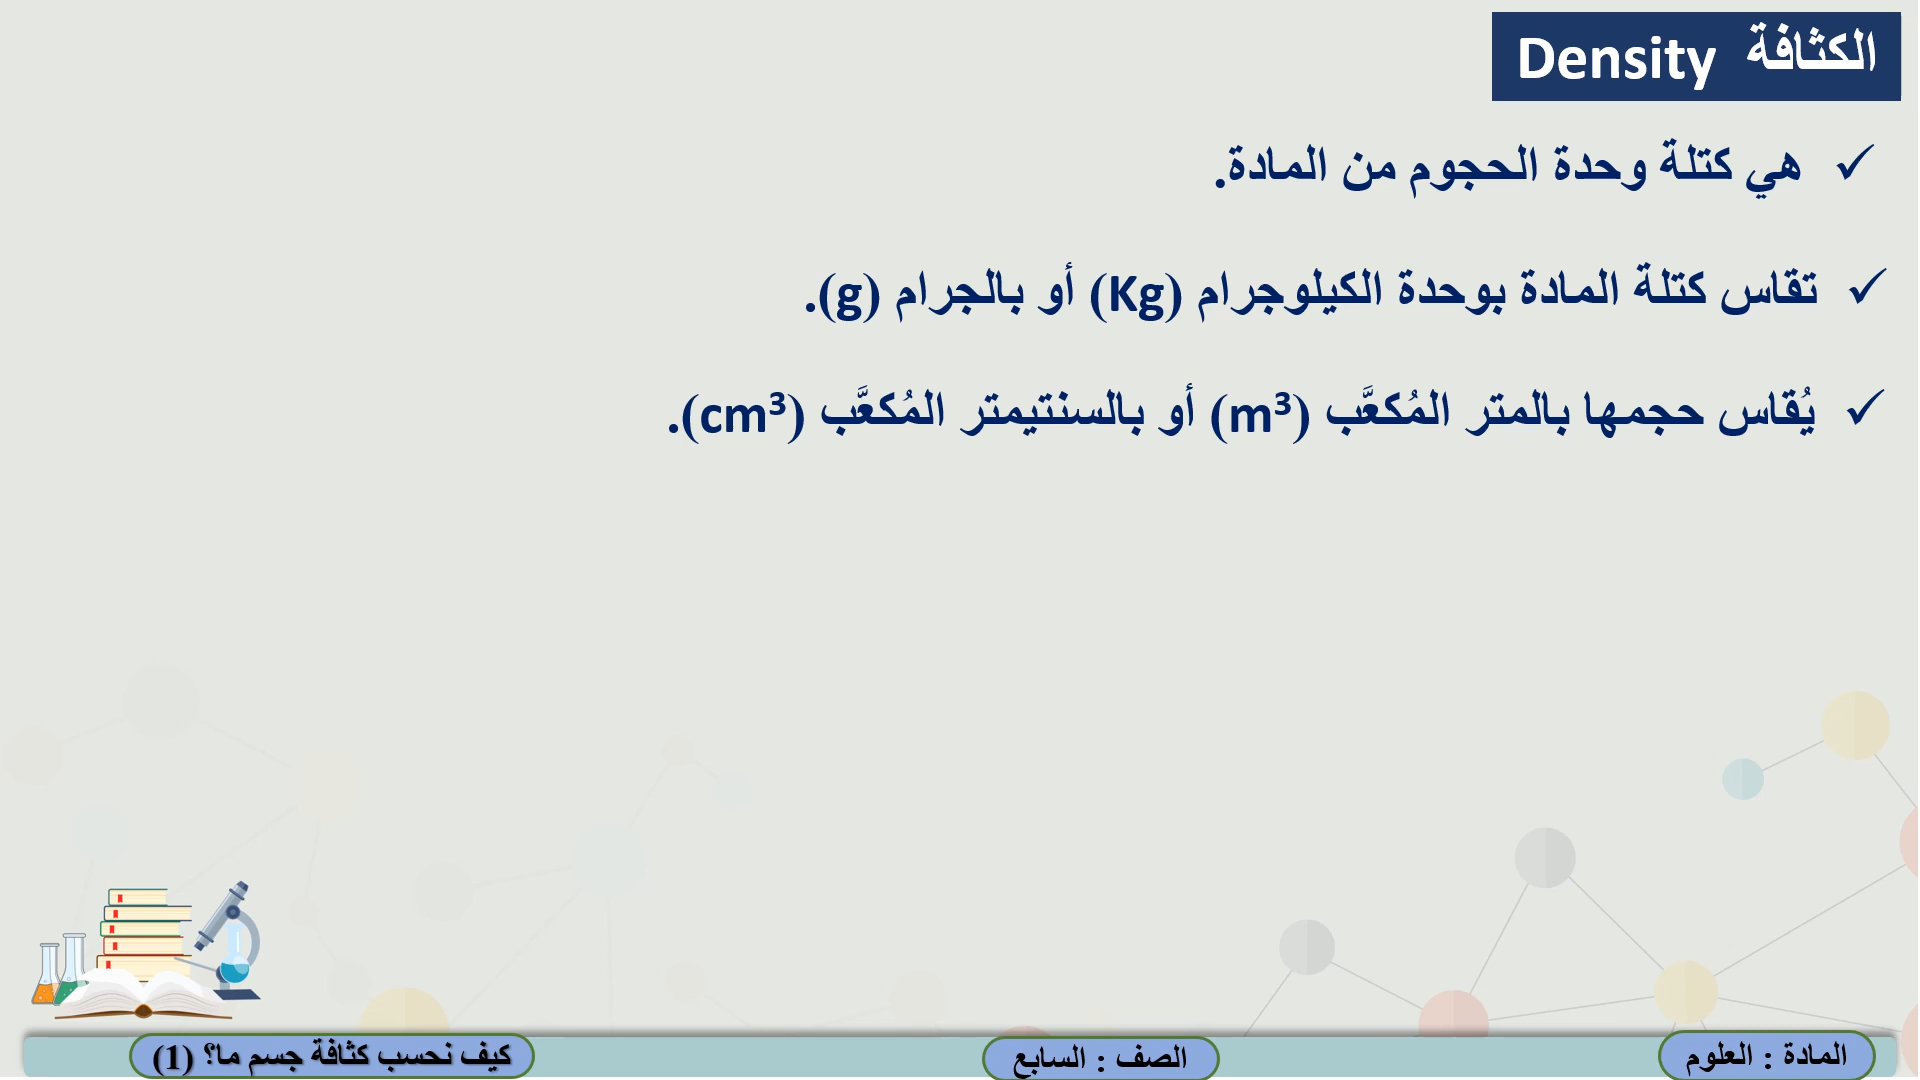 الكثافة Density
✓ هي كتلة وحدة الحجوم من المادة.
✓ تقاس كتلة المادة بوحدة الكيلوجرام (Kg) أو بالجرام (g).
✓ يُقاس حجمها بالمتر المُكعَّب (m³) أو بالسنتيمتر المُكعَّب (cm³).
المادة : العلوم
الصف : السابع
كيف نحسب كثافة جسم ما؟ (1)